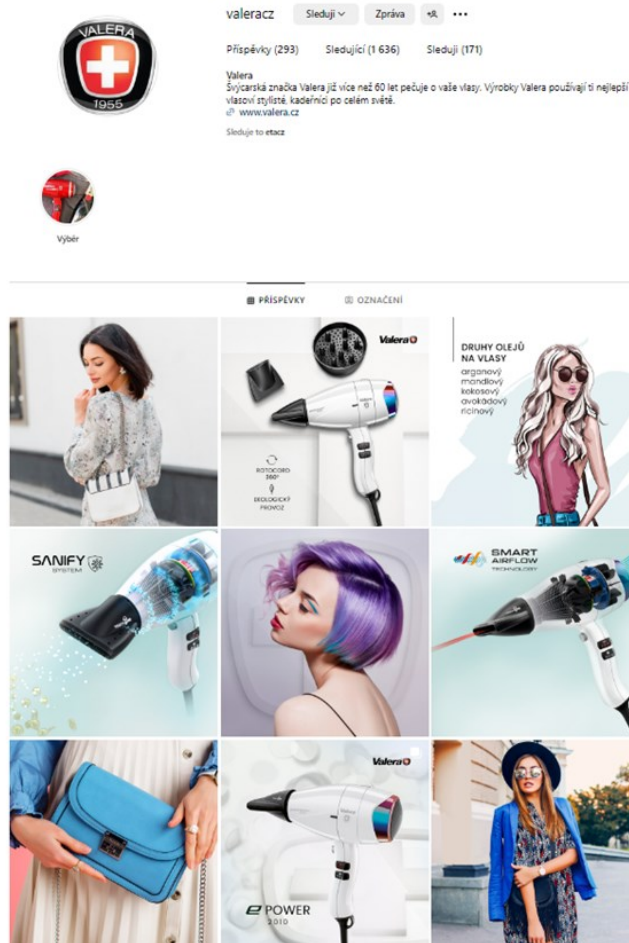 VALERA
1955
valeracz
Sleduji
Zpráva
Příspěvky (293) Sledující (1 636) Sleduji (171)
Valera
Švýcarská značka Valera již více než 60 let pečuje o vaše vlasy. Výrobky Valera používají ti nejlepší
vlasoví stylisté, kadeřníci po celém světě.
www.valera.cz
Sleduje to etacz
Výběr
PŘÍSPĚVKY
OZNAČENÍ
Valera
ROTOCORD
360°
EKOLOGICKÝ
PROVOZ
DRUHY OLEJŮ
NA VLASY
arganový
mandlový
kokosový
avokádový
ricinový
SANIFY
SYSTEM
SMART
AIRFLOW
TECHNOLOGY
Valera
e POWER
2010